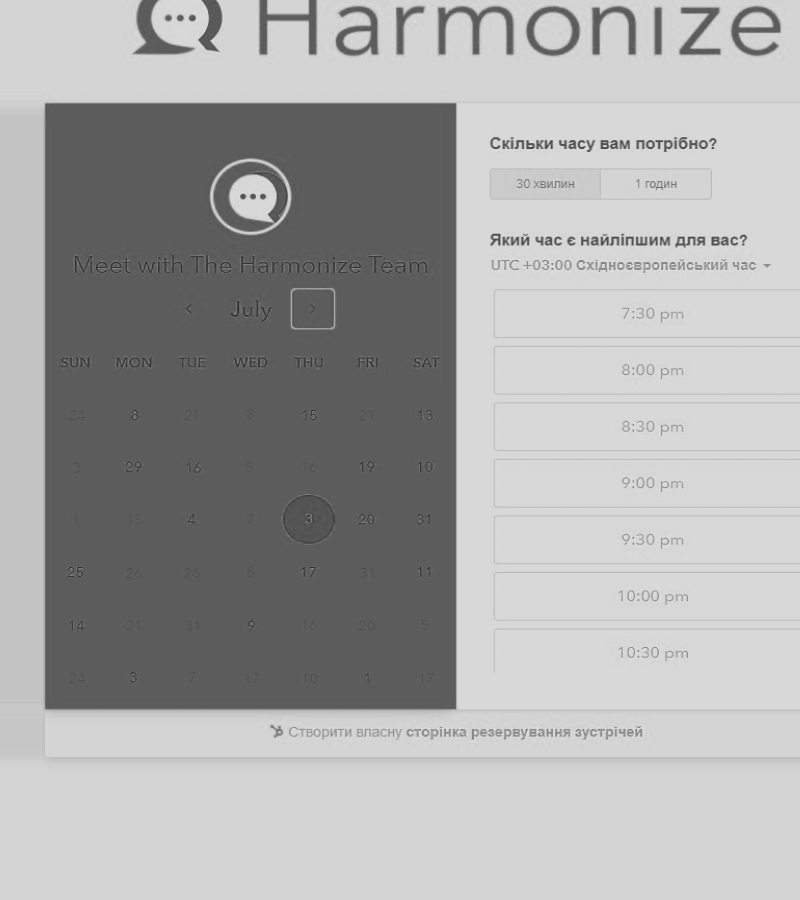 Harmonize
Meet with The Harmonize Team
July
SUN MON TUE WED THU FRI SAT
24 8 21 8 15 21 13
3 29 16 5 16 19 10
1 15 4 7 3 20 31
25 26 26 8 17 31 11
14 21 31 9 16 20 5
24 3 7 17 10 1 17
Скільки часу вам потрібно?
30 хвилин 1 годин
Який час є найліпшим для вас?
UTC +03:00 Східноєвропейський час
7:30 pm
8:00 pm
8:30 pm
9:00 pm
9:30 pm
10:00 pm
10:30 pm
Створити власну сторінка резервування зустрічей